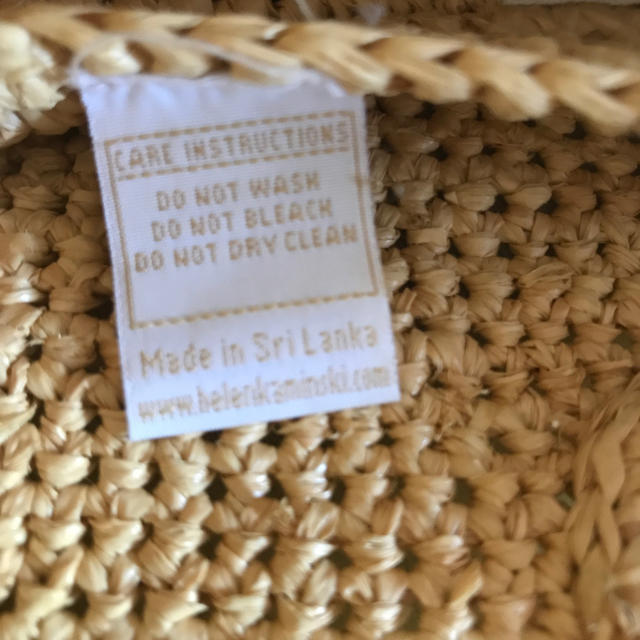 CARE INSTRUCTIONS
DO NOT WASH
DO NOT BLEACH
DO NOT DRY CLEAN
Made in Sri Lanka
www.helenkaminski.com